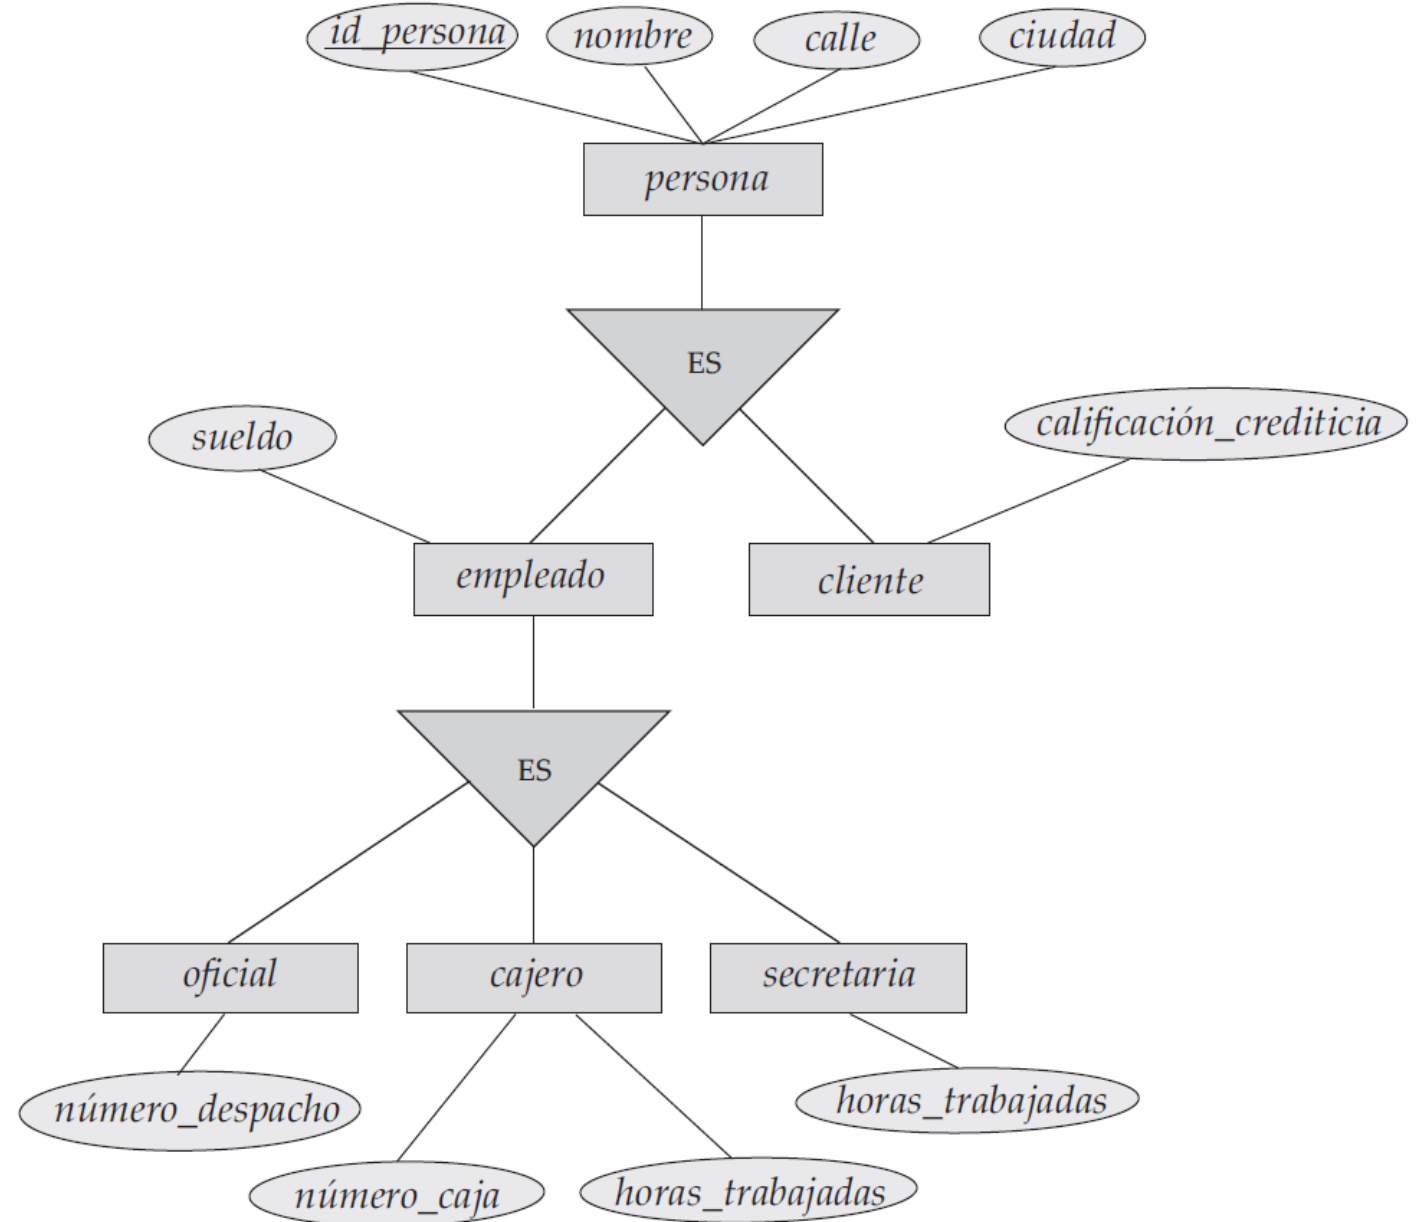 id_persona
nombre
calle
ciudad
persona
ES
sueldo
calificación_crediticia
empleado
cliente
ES
oficial
cajero
secretaria
número_despacho
horas_trabajadas
número_caja
horas_trabajadas